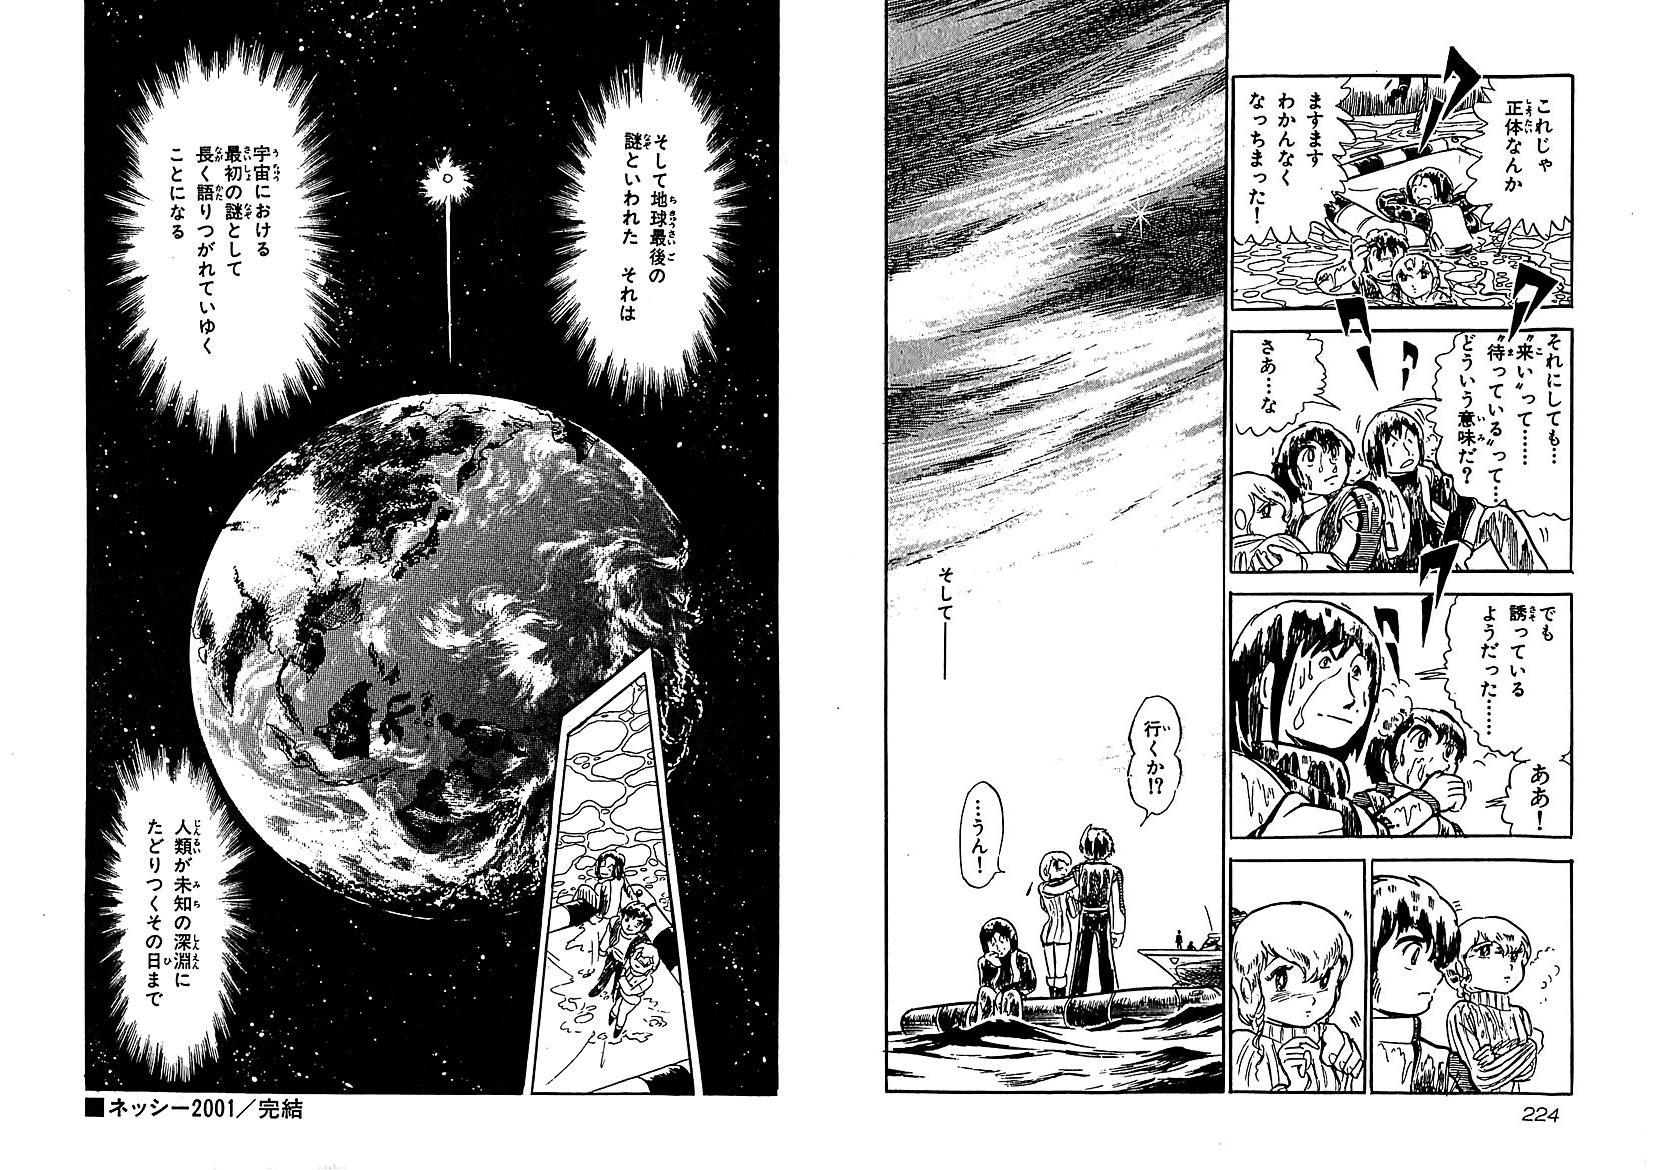 これじゃ
正体なんか
ますます
わかんなく
なっちまった！
それにしても…
“来い”って……
“待っている”って…
どういう意味だ？
さあ…な
でも
誘っている
ようだった……
ああ！
そして――
行くか!?
…うん！
224
そして地球最後の
謎といわれた　それは
宇宙における
最初の謎として
長く語りつがれていゆく
ことになる
人類が未知の深淵に
たどりつくその日まで
■ネッシー2001／完結